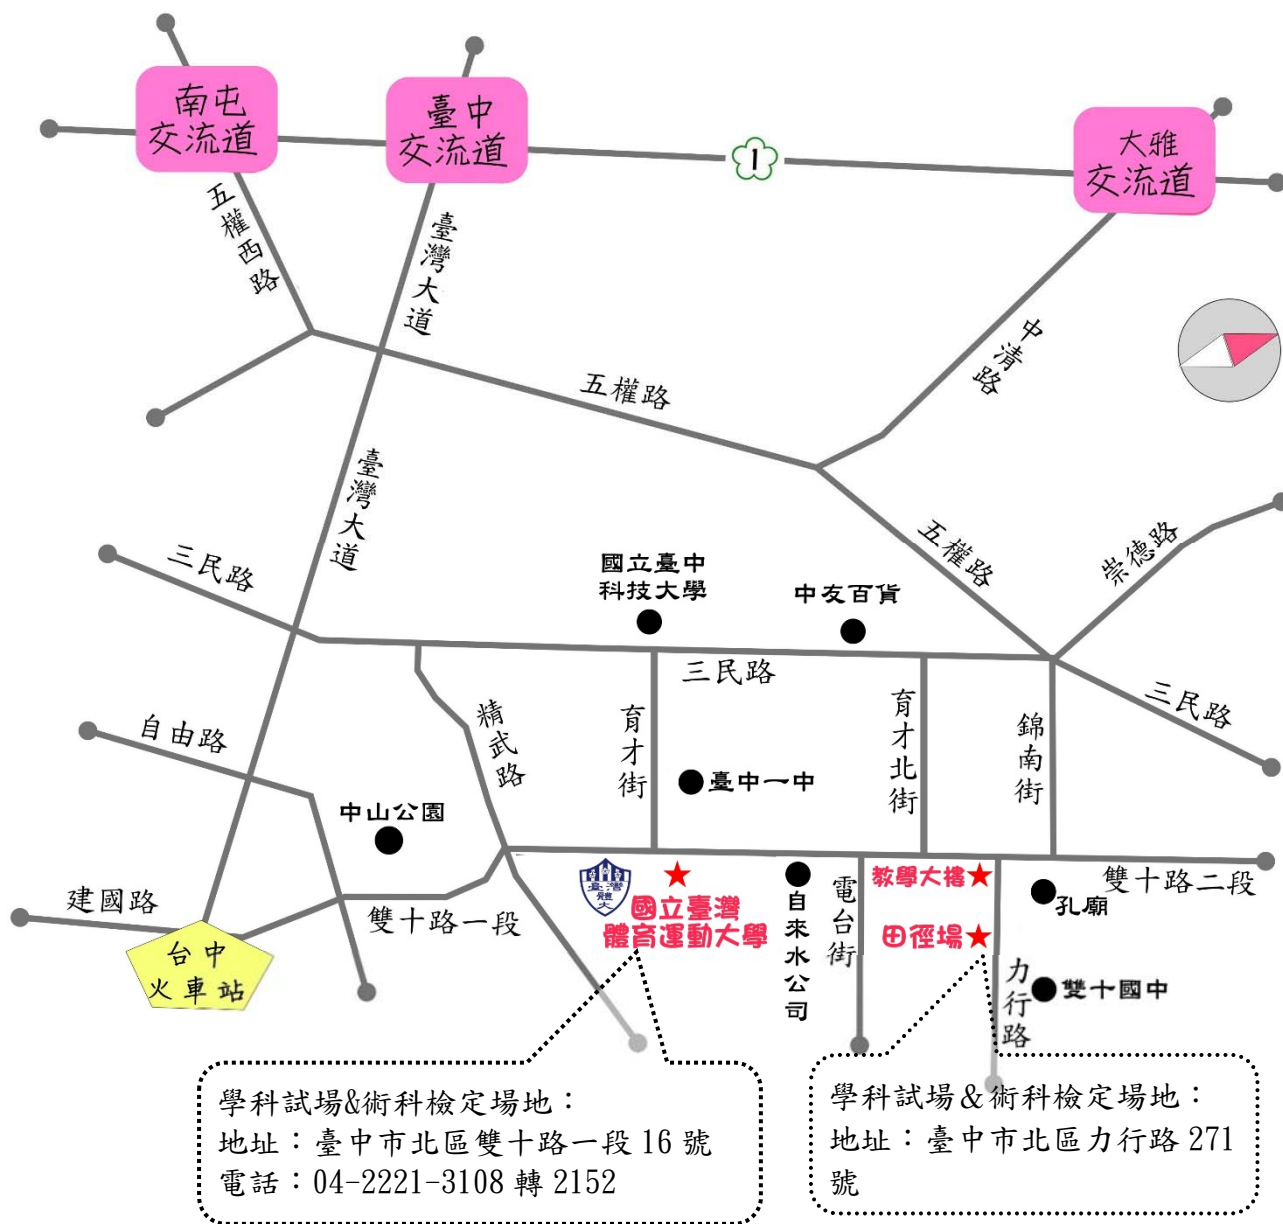 南屯
交流道
臺中
交流道
1
大雅
交流道
五權西路
臺灣大道
中清路
五權路
臺灣大道
五權路
崇德路
三民路
國立臺中
科技大學
中友百貨
三民路
三民路
自由路
精武路
育才街
育才北街
錦南街
臺中一中
中山公園
建國路
雙十路一段
臺灣
體大
國立臺灣
體育運動大學
自來水公司
電台街
教學大樓
田徑場
雙十路二段
孔廟
力行路
雙十國中
台中
火車站
學科試場&術科檢定場地：
地址：臺中市北區雙十路一段 16 號
電話：04-2221-3108 轉 2152
學科試場＆術科檢定場地：
地址：臺中市北區力行路 271
號